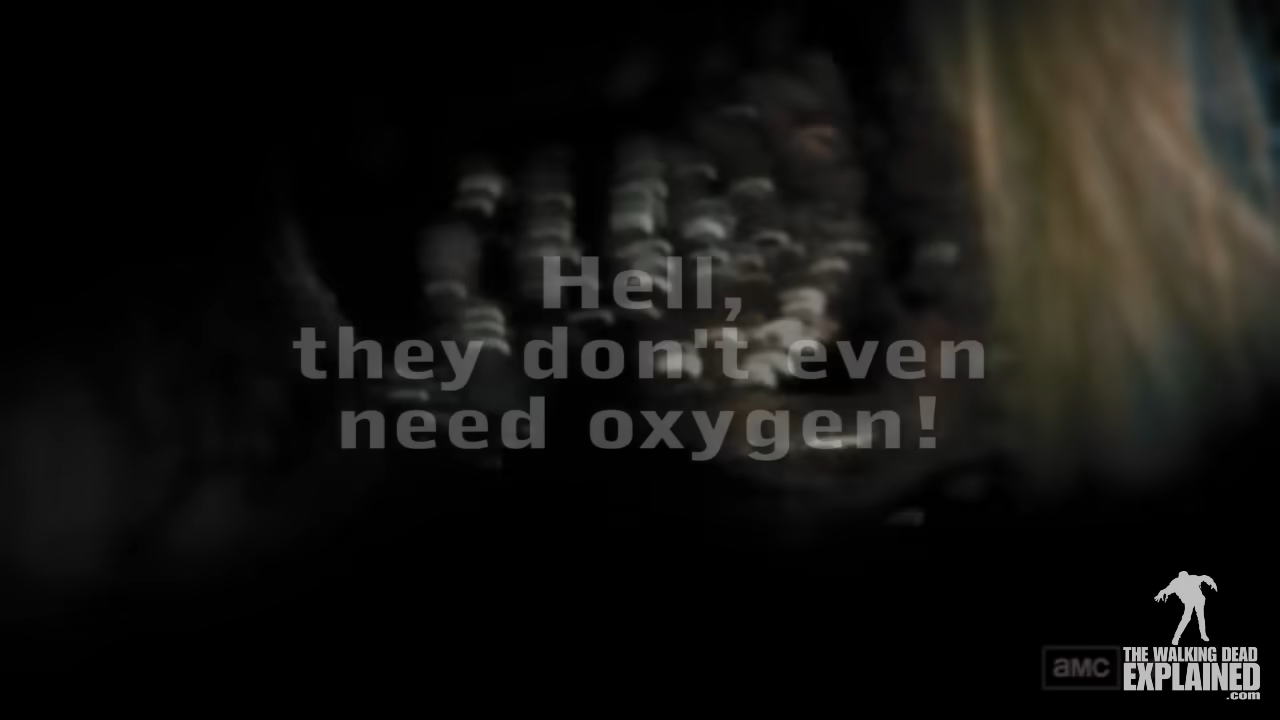 Hell,
they don't even
need oxygen!
amc
THE WALKING DEAD
EXPLAINED
.com